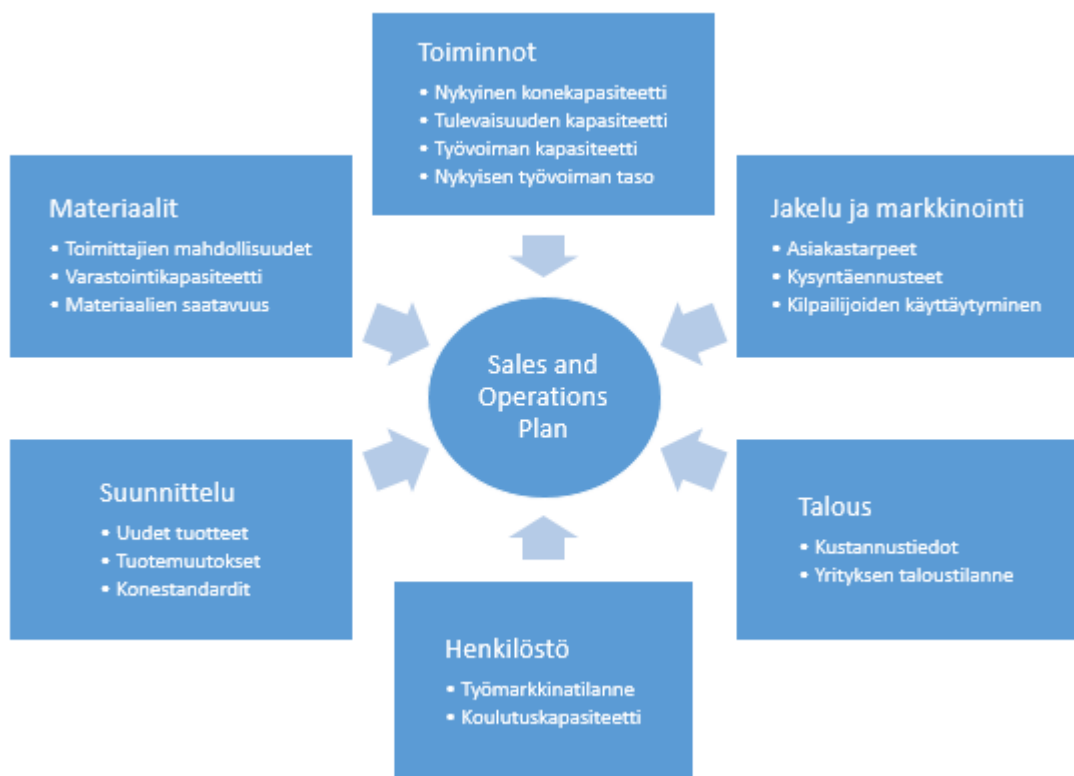 Toiminnot
• Nykyinen konekapasiteetti
• Tulevaisuuden kapasiteetti
• Työvoiman kapasiteetti
• Nykyisen työvoiman taso
Materiaalit
• Toimittajien mahdollisuudet
• Varastointikapasiteetti
• Materiaalien saatavuus
Jakelu ja markkinointi
• Asiakastarpeet
• Kysyntäennusteet
• Kilpailijoiden käyttäytyminen
Sales and
Operations
Plan
Suunnittelu
• Uudet tuotteet
• Tuotemuutokset
• Konestandardit
Talous
• Kustannustiedot
• Yrityksen taloustilanne
Henkilöstö
• Työmarkkinatilanne
• Koulutuskapasiteetti